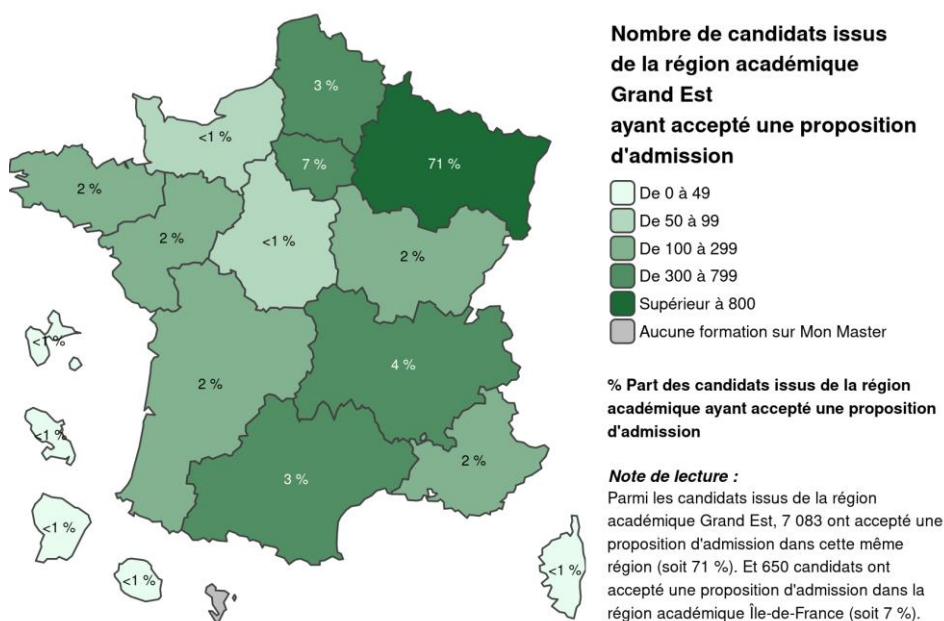 Nombre de candidats issus
de la région académique
Grand Est
ayant accepté une proposition
d'admission
De 0 à 49
De 50 à 99
De 100 à 299
De 300 à 799
Supérieur à 800
Aucune formation sur Mon Master
% Part des candidats issus de la région
académique ayant accepté une proposition
d'admission
Note de lecture :
Parmi les candidats issus de la région
académique Grand Est, 7 083 ont accepté une
proposition d'admission dans cette même
région (soit 71 %). Et 650 candidats ont
accepté une proposition d'admission dans la
région académique Île-de-France (soit 7 %).
3 %
<1 %
7 %
71 %
2 %
2 %
<1 %
2 %
<1 %
4 %
2 %
<1 %
2 %
3 %
<1 %
<1 %
<1 %